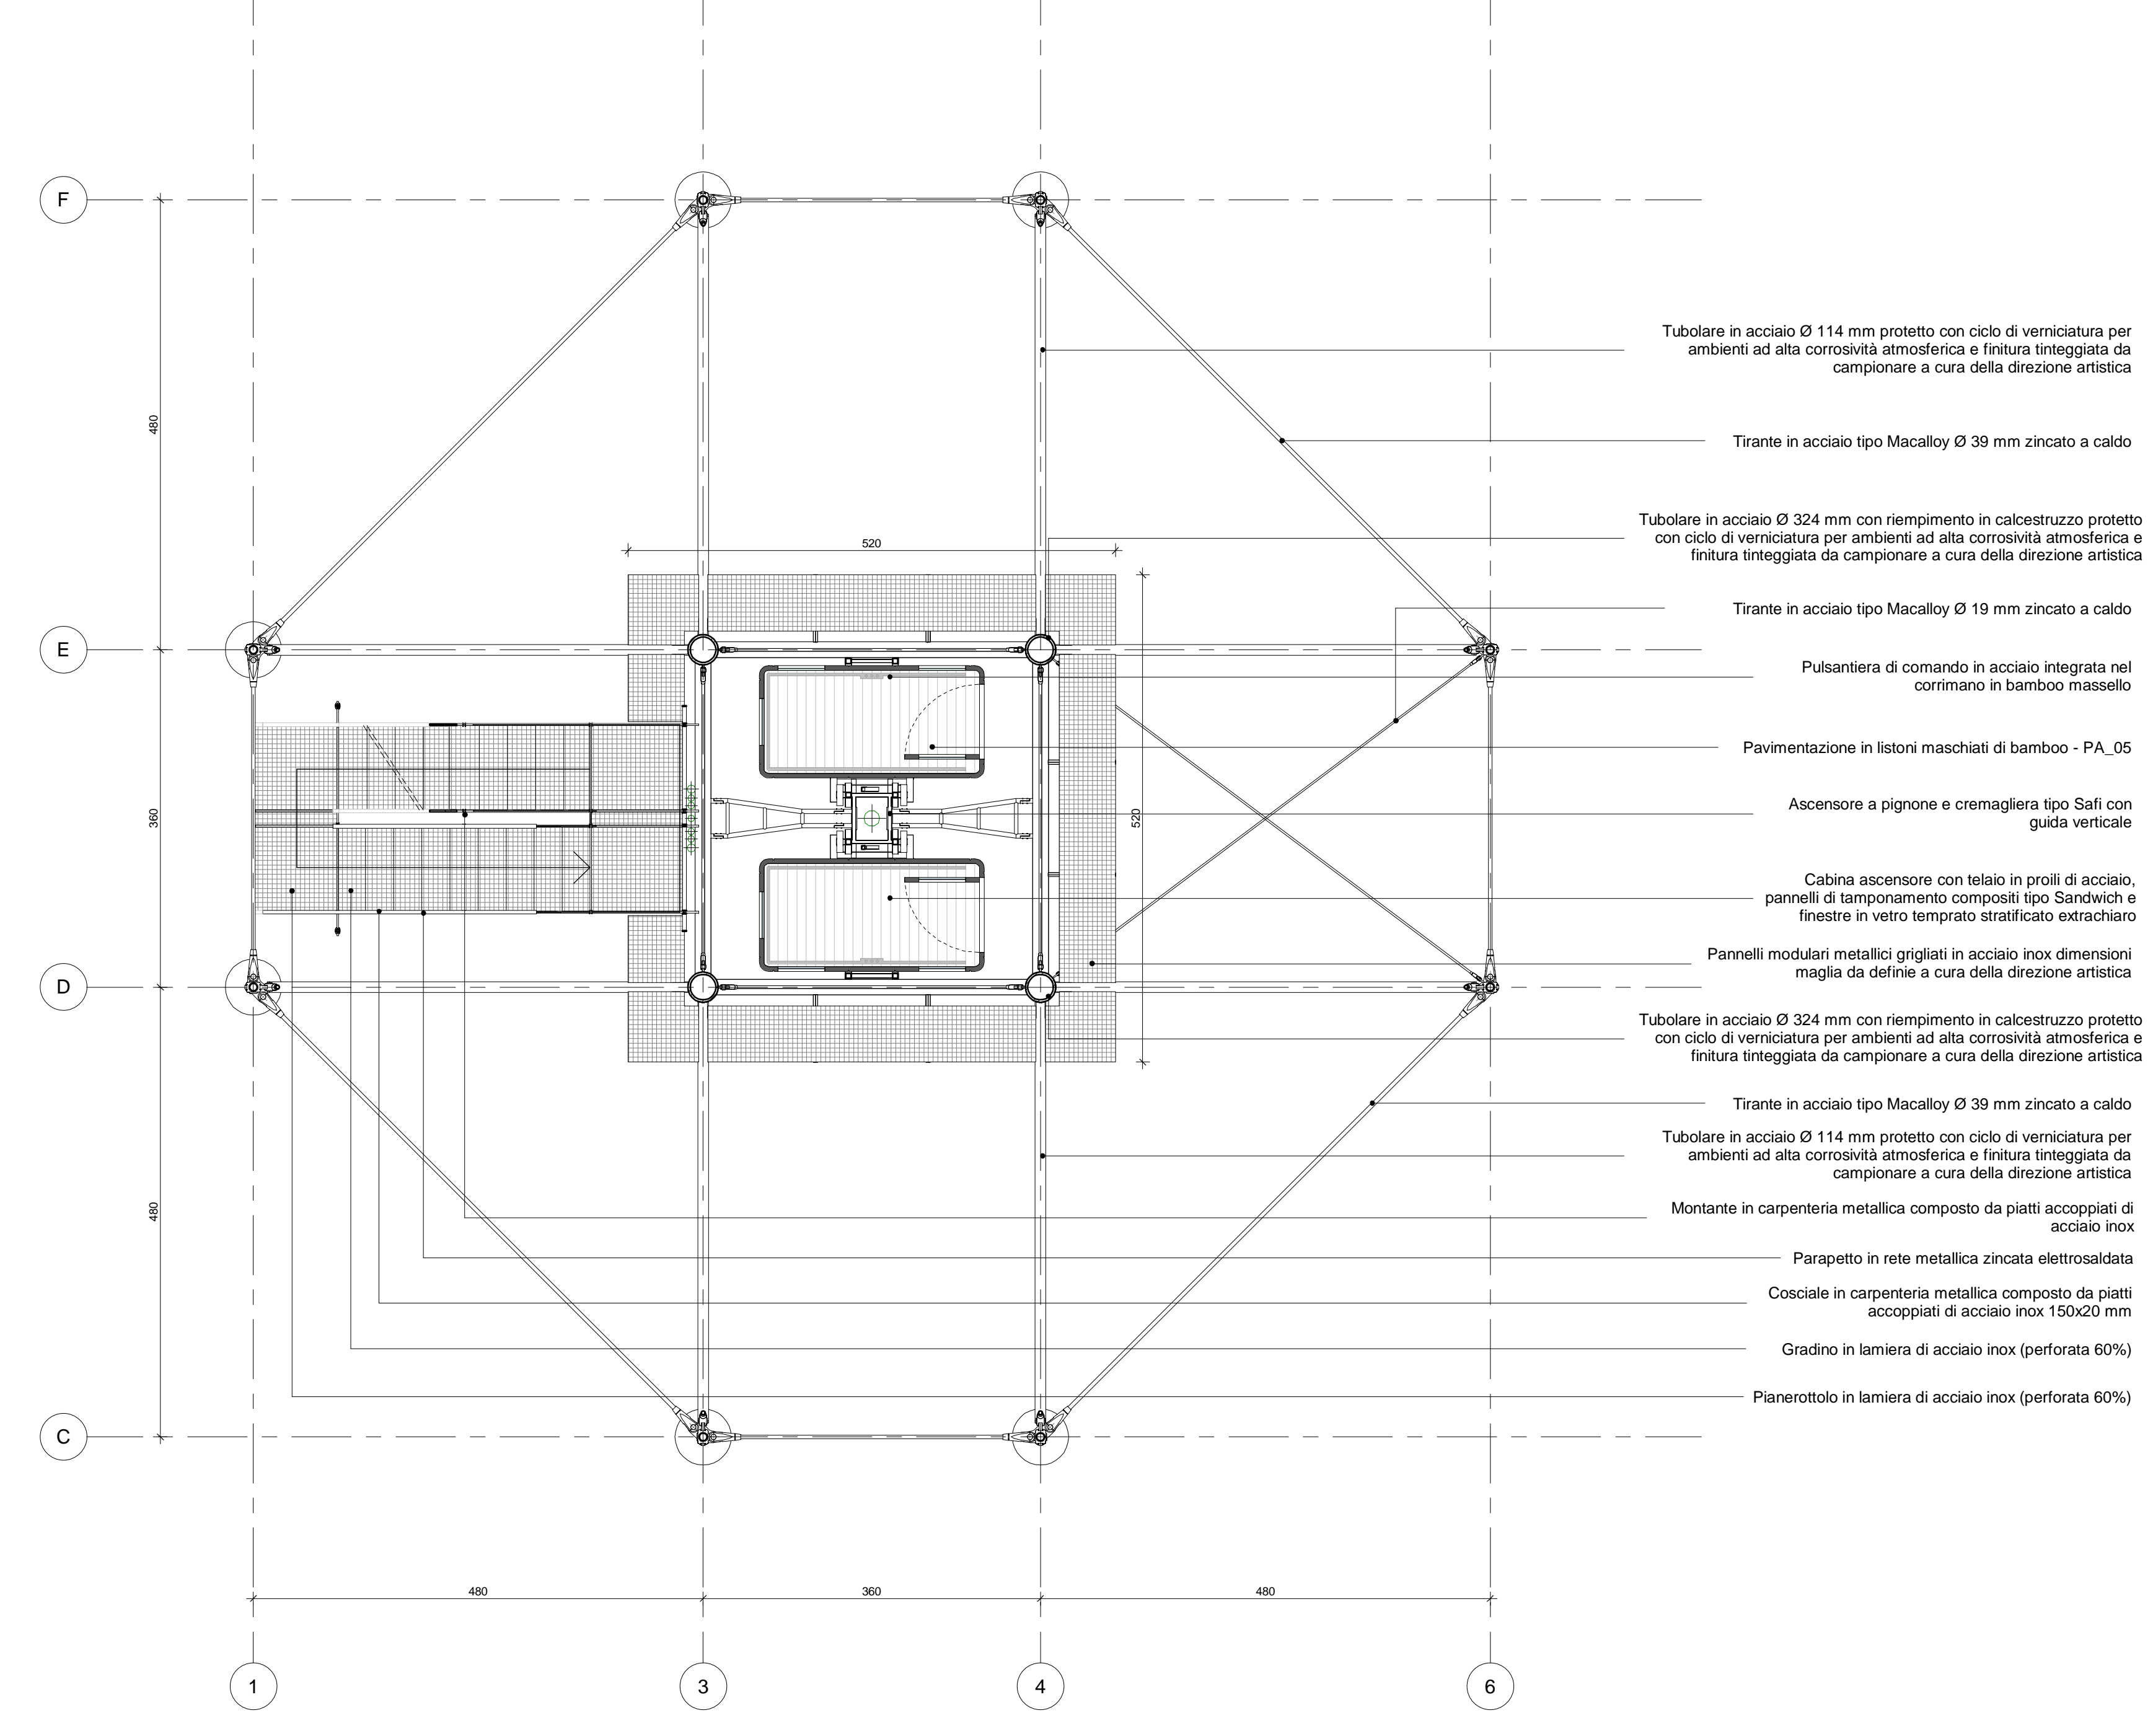 F
Tubolare in acciaio Ø 114 mm protetto con ciclo di verniciatura per
ambienti ad alta corrosività atmosferica e finitura tinteggiata da
campionare a cura della direzione artistica
480
Tirante in acciaio tipo Macalloy Ø 39 mm zincato a caldo
Tubolare in acciaio Ø 324 mm con riempimento in calcestruzzo protetto
con ciclo di verniciatura per ambienti ad alta corrosività atmosferica e
finitura tinteggiata da campionare a cura della direzione artistica
520
Tirante in acciaio tipo Macalloy Ø 19 mm zincato a caldo
E
Pulsantiera di comando in acciaio integrata nel
corrimano in bamboo massello
Pavimentazione in listoni maschiati di bamboo - PA_05
Ascensore a pignone e cremagliera tipo Safi con
guida verticale
360
520
Cabina ascensore con telaio in proili di acciaio,
pannelli di tamponamento compositi tipo Sandwich e
finestre in vetro temprato stratificato extrachiaro
Pannelli modulari metallici grigliati in acciaio inox dimensioni
maglia da definie a cura della direzione artistica
D
Tubolare in acciaio Ø 324 mm con riempimento in calcestruzzo protetto
con ciclo di verniciatura per ambienti ad alta corrosività atmosferica e
finitura tinteggiata da campionare a cura della direzione artistica
Tirante in acciaio tipo Macalloy Ø 39 mm zincato a caldo
Tubolare in acciaio Ø 114 mm protetto con ciclo di verniciatura per
ambienti ad alta corrosività atmosferica e finitura tinteggiata da
campionare a cura della direzione artistica
480
Montante in carpenteria metallica composto da piatti accoppiati di
acciaio inox
Parapetto in rete metallica zincata elettrosaldata
Cosciale in carpenteria metallica composto da piatti
accoppiati di acciaio inox 150x20 mm
Gradino in lamiera di acciaio inox (perforata 60%)
Pianerottolo in lamiera di acciaio inox (perforata 60%)
C
480
360
480
1
3
4
6